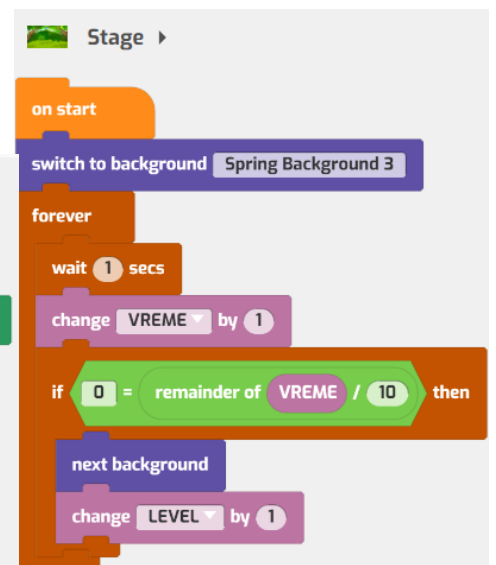 Stage
on start
switch to background Spring Background 3
forever
wait 1 secs
change VREME by 1
if 0 = remainder of VREME / 10 then
next background
change LEVEL by 1